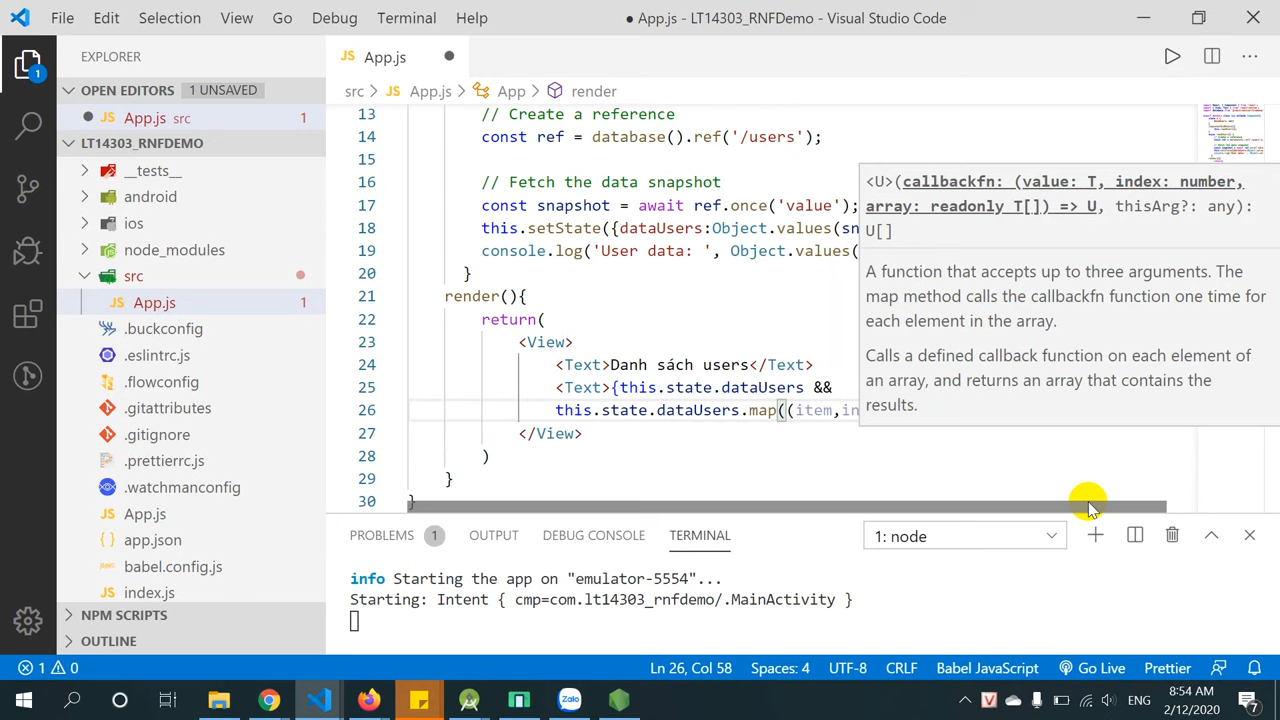 File Edit Selection View Go Debug Terminal Help
● App.js - LT14303_RNFDemo - Visual Studio Code
EXPLORER
OPEN EDITORS 1 UNSAVED
JS App.js src 1
LT14303_RNFDEMO
__tests__
android
ios
node_modules
src
JS App.js 1
.buckconfig
.eslintrc.js
.flowconfig
.gitattributes
.gitignore
.prettierrc.js
.watchmanconfig
JS App.js
{ } app.json
babel.config.js
JS index.js
NPM SCRIPTS
OUTLINE
1
JS App.js ●
src > JS App.js > App > render
13 // Create a reference
14 const ref = database().ref('/users');
15
16 // Fetch the data snapshot
17 const snapshot = await ref.once('value');
18 this.setState({dataUsers:Object.values(sn
19 console.log('User data: ', Object.values(
20 }
21 render(){
22 return(
23 <View>
24 <Text>Danh sách users</Text>
25 <Text>{this.state.dataUsers &&
26 this.state.dataUsers.map((item,in
27 </View>
28 )
29 }
30 }
<U>(callbackfn: (value: T, index: number,
array: readonly T[]) => U, thisArg?: any):
U[]
A function that accepts up to three arguments. The
map method calls the callbackfn function one time for
each element in the array.
Calls a defined callback function on each element of
an array, and returns an array that contains the
results.
PROBLEMS 1 OUTPUT DEBUG CONSOLE TERMINAL 1: node
info Starting the app on "emulator-5554"...
Starting: Intent { cmp=com.lt14303_rnfdemo/.MainActivity }
1 0 Ln 26, Col 58 Spaces: 4 UTF-8 CRLF Babel JavaScript Go Live Prettier
Zalo V ENG 8:54 AM
2/12/2020 7